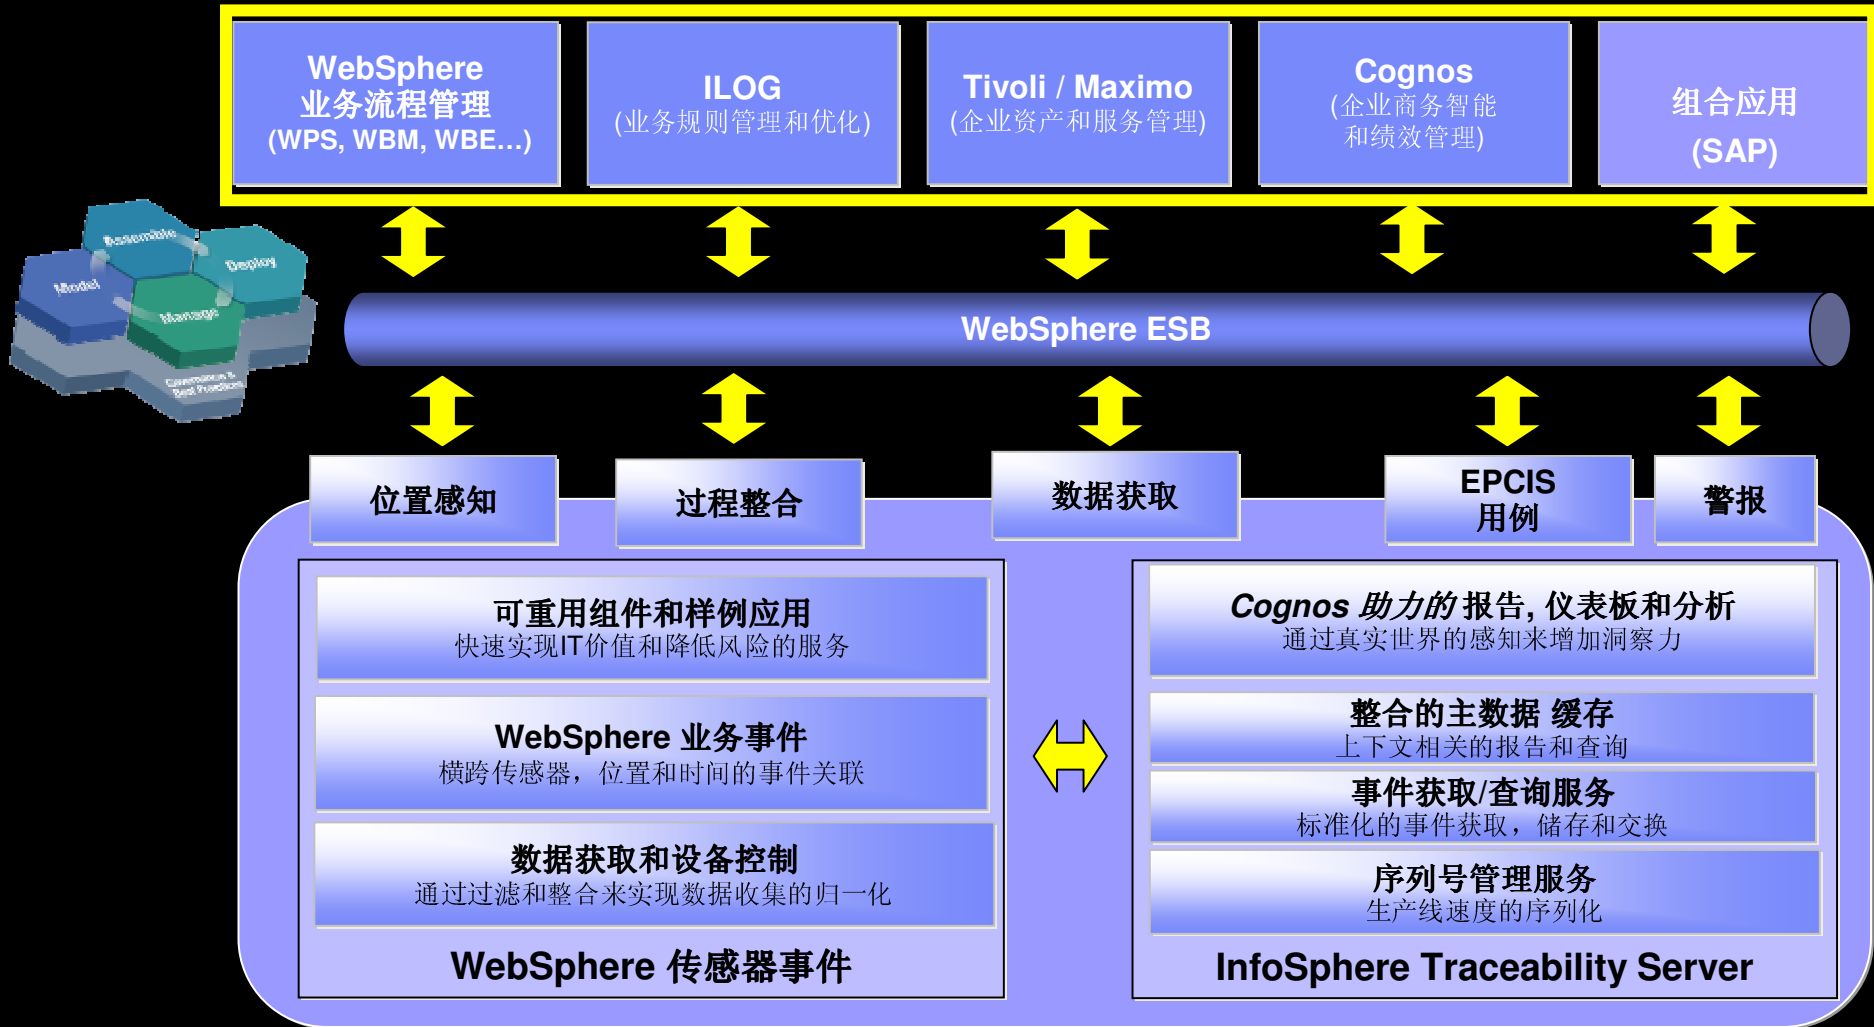 WebSphere
业务流程管理
(WPS, WBM, WBE...)
ILOG
(业务规则管理和优化)
Tivoli / Maximo
(企业资产和服务管理)
Cognos
(企业商务智能
和绩效管理)
组合应用
(SAP)
Assemble
Deploy
Model
Manage
Governance &
Best Practices
WebSphere ESB
位置感知
过程整合
数据获取
EPCIS
用例
警报
可重用组件和样例应用
快速实现IT价值和降低风险的服务
WebSphere 业务事件
横跨传感器，位置和时间的事件关联
数据获取和设备控制
通过过滤和整合来实现数据收集的归一化
WebSphere 传感器事件
Cognos 助力的 报告, 仪表板和分析
通过真实世界的感知来增加洞察力
整合的主数据 缓存
上下文相关的报告和查询
事件获取/查询服务
标准化的事件获取，储存和交换
序列号管理服务
生产线速度的序列化
InfoSphere Traceability Server